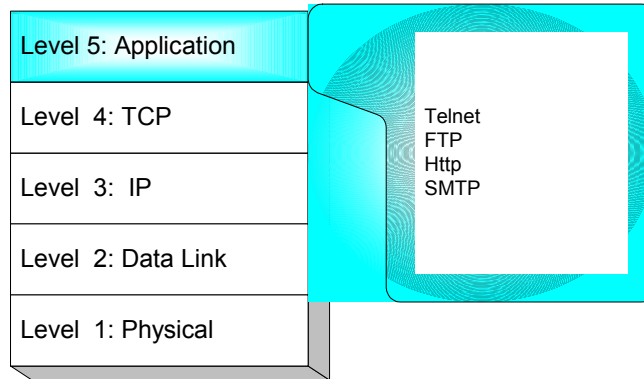 Level 5: Application
Level 4: TCP
Level 3: IP
Level 2: Data Link
Level 1: Physical
Telnet
FTP
Http
SMTP